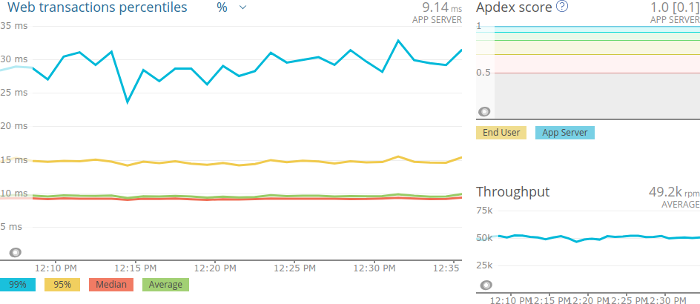 Web transactions percentiles % 9.14 ms
APP SERVER
35 ms
30 ms
25 ms
20 ms
15 ms
10 ms
5 ms
12:10 PM 12:15 PM 12:20 PM 12:25 PM 12:30 PM 12:35
99% 95% Median Average
Apdex score ? 1.0 [0.1]
APP SERVER
1
0.5
End User App Server
Throughput 49.2k rpm
AVERAGE
75k
50k
25k
12:10 PM 12:15 PM 12:20 PM 12:25 PM 12:30 PM